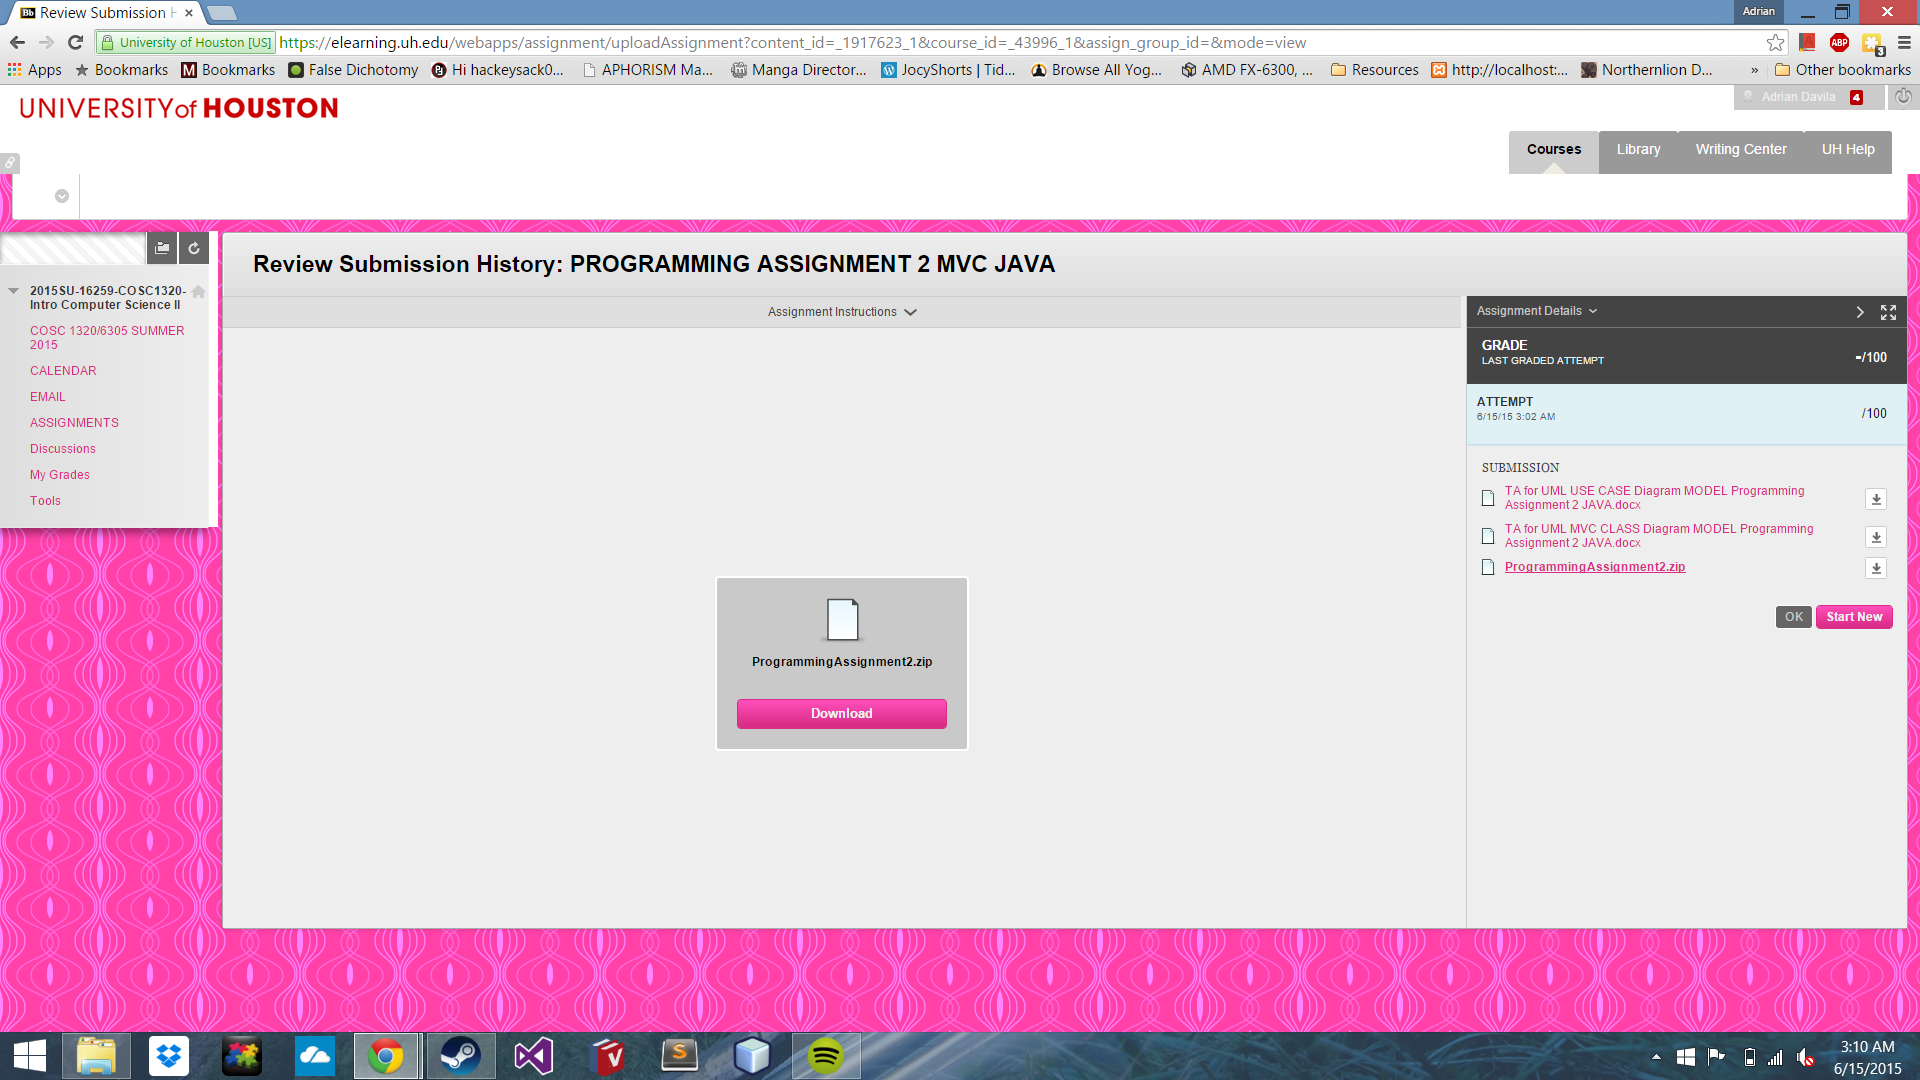 Review Submission H
Adrian
University of Houston [US]
https://elearning.uh.edu/webapps/assignment/uploadAssignment?content_id=_1917623_1&course_id=_43996_1&assign_group_id=&mode=view
ABP
3
Apps
Bookmarks
Bookmarks
False Dichotomy
Hi hackeysack0...
APHORISM Ma...
Manga Director...
JocyShorts | Tid...
Browse All Yog...
AMD FX-6300, ...
Resources
http://localhost:...
Northernlion D...
»
Other bookmarks
UNIVERSITY of HOUSTON
Adrian Davila 4
Courses
Library
Writing Center
UH Help
Review Submission History: PROGRAMMING ASSIGNMENT 2 MVC JAVA
2015SU-16259-COSC1320-
Intro Computer Science II
COSC 1320/6305 SUMMER
2015
CALENDAR
EMAIL
ASSIGNMENTS
Discussions
My Grades
Tools
Assignment Instructions
ProgrammingAssignment2.zip
Download
Assignment Details
GRADE
LAST GRADED ATTEMPT
-/100
ATTEMPT
6/15/15 3:02 AM
/100
SUBMISSION
TA for UML USE CASE Diagram MODEL Programming
Assignment 2 JAVA.docx
TA for UML MVC CLASS Diagram MODEL Programming
Assignment 2 JAVA.docx
ProgrammingAssignment2.zip
OK
Start New
3:10 AM
6/15/2015